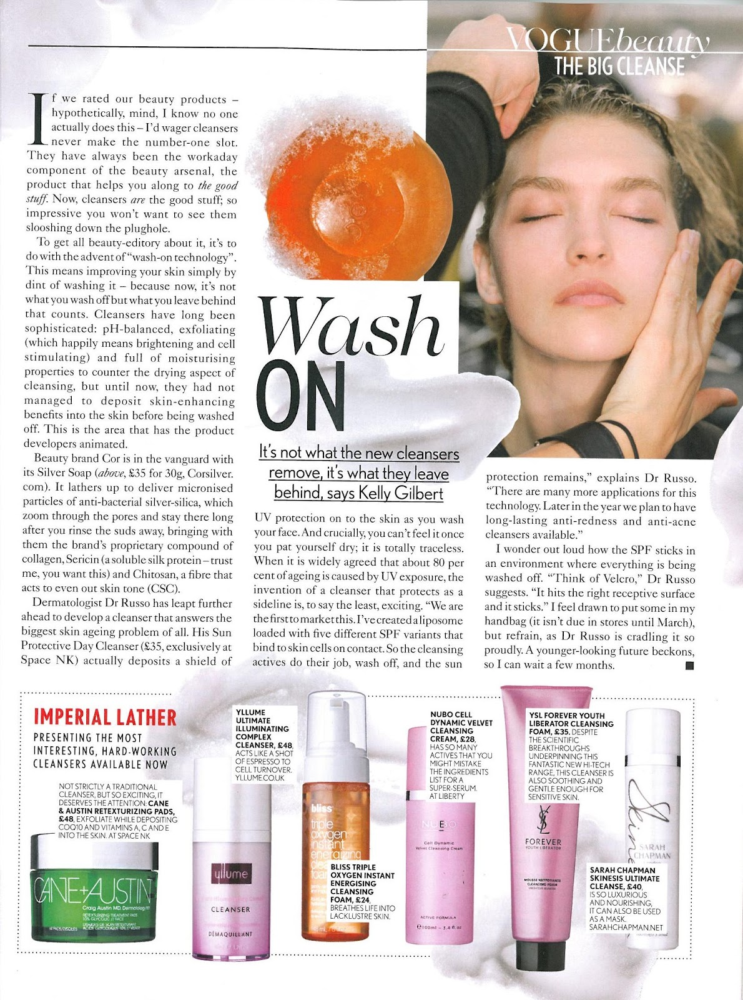 VOGUEbeauty
THE BIG CLEANSE
If we rated our beauty products –
hypothetically, mind, I know no one
actually does this – I'd wager cleansers
never make the number-one slot.
They have always been the workaday
component of the beauty arsenal, the
product that helps you along to the good
stuff. Now, cleansers are the good stuff; so
impressive you won't want to see them
slooshing down the plughole.
To get all beauty-editory about it, it's to
do with the advent of "wash-on technology".
This means improving your skin simply by
dint of washing it – because now, it's not
what you wash off but what you leave behind
that counts. Cleansers have long been
sophisticated: pH-balanced, exfoliating
(which happily means brightening and cell
stimulating) and full of moisturising
properties to counter the drying aspect of
cleansing, but until now, they had not
managed to deposit skin-enhancing
benefits into the skin before being washed
off. This is the area that has the product
developers animated.
Beauty brand Cor is in the vanguard with
its Silver Soap (above, £35 for 30g, Corsilver.
com). It lathers up to deliver micronised
particles of anti-bacterial silver-silica, which
zoom through the pores and stay there long
after you rinse the suds away, bringing with
them the brand's proprietary compound of
collagen, Sericin (a soluble silk protein – trust
me, you want this) and Chitosan, a fibre that
acts to even out skin tone (CSC).
Dermatologist Dr Russo has leapt further
ahead to develop a cleanser that answers the
biggest skin ageing problem of all. His Sun
Protective Day Cleanser (£35, exclusively at
Space NK) actually deposits a shield of
Wash
ON
It's not what the new cleansers
remove, it's what they leave
behind, says Kelly Gilbert
UV protection on to the skin as you wash
your face. And crucially, you can't feel it once
you pat yourself dry; it is totally traceless.
When it is widely agreed that about 80 per
cent of ageing is caused by UV exposure, the
invention of a cleanser that protects as a
sideline is, to say the least, exciting. "We are
the first to market this. I've created a liposome
loaded with five different SPF variants that
bind to skin cells on contact. So the cleansing
actives do their job, wash off, and the sun
protection remains," explains Dr Russo.
"There are many more applications for this
technology. Later in the year we plan to have
long-lasting anti-redness and anti-acne
cleansers available."
I wonder out loud how the SPF sticks in
an environment where everything is being
washed off. "Think of Velcro," Dr Russo
suggests. "It hits the right receptive surface
and it sticks." I feel drawn to put some in my
handbag (it isn't due in stores until March),
but refrain, as Dr Russo is cradling it so
proudly. A younger-looking future beckons,
so I can wait a few months.
IMPERIAL LATHER
PRESENTING THE MOST
INTERESTING, HARD-WORKING
CLEANSERS AVAILABLE NOW
NOT STRICTLY A TRADITIONAL
CLEANSER, BUT SO EXCITING, IT
DESERVES THE ATTENTION: CANE
& AUSTIN RETEXTURIZING PADS,
£48, EXFOLIATE WHILE DEPOSITING
COQ10 AND VITAMINS A, C AND E
INTO THE SKIN. AT SPACE NK
CANE+AUSTIN
Craig Austin MD, Dermatology NY
RETEXTURIZING TREATMENT PADS
10% GLYCOLIC // FACE
60 PADS/DISQUES
ACIDE GLYCOLIQUE 10% // VISAGE
YLLUME
ULTIMATE
ILLUMINATING
COMPLEX
CLEANSER, £48,
ACTS LIKE A SHOT
OF ESPRESSO TO
CELL TURNOVER.
YLLUME.CO.UK
yllume
CLEANSER
DÉMAQUILLANT
bliss
triple
oxygen
instant
energizing
BLISS TRIPLE
OXYGEN INSTANT
ENERGISING
CLEANSING
FOAM, £24,
BREATHES LIFE INTO
LACKLUSTRE SKIN.
NUBO CELL
DYNAMIC VELVET
CLEANSING
CREAM, £28,
HAS SO MANY
ACTIVES THAT YOU
MIGHT MISTAKE
THE INGREDIENTS
LIST FOR A
SUPER-SERUM.
AT LIBERTY
NUBO
Cell Dynamic
Velvet Cleansing Cream
ACTIVE FORMULA
℮100ml – 3.4 fl.oz
YSL FOREVER YOUTH
LIBERATOR CLEANSING
FOAM, £35. DESPITE
THE SCIENTIFIC
BREAKTHROUGHS
UNDERPINNING THIS
FANTASTIC NEW HI-TECH
RANGE, THIS CLEANSER IS
ALSO SOOTHING AND
GENTLE ENOUGH FOR
SENSITIVE SKIN.
YSL
FOREVER
YOUTH LIBERATOR
MOUSSE NETTOYANTE
CLEANSING FOAM
Skine
SARAH
CHAPMAN
SARAH CHAPMAN
SKINESIS ULTIMATE
CLEANSE, £40,
IS SO LUXURIOUS
AND NOURISHING,
IT CAN ALSO BE USED
AS A MASK.
SARAHCHAPMAN.NET